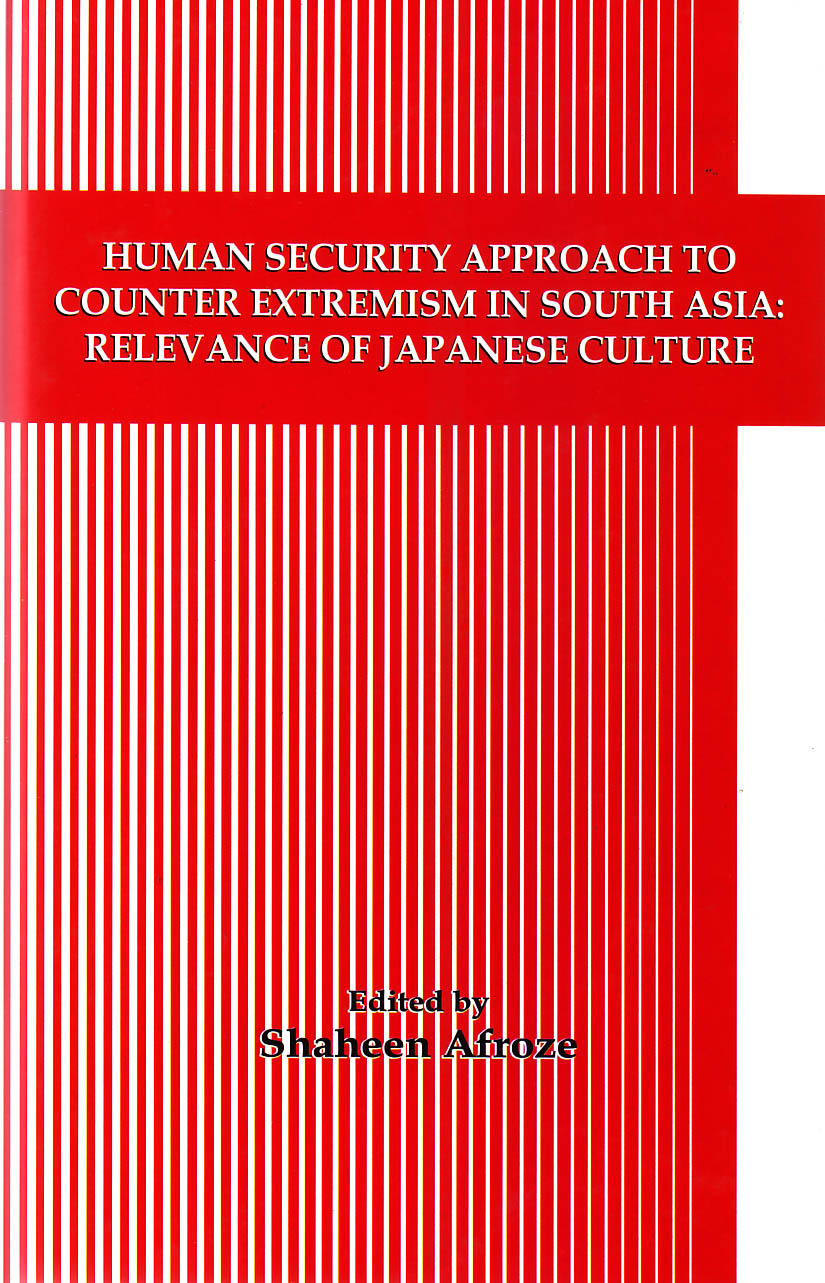 HUMAN SECURITY APPROACH TO
COUNTER EXTREMISM IN SOUTH ASIA:
RELEVANCE OF JAPANESE CULTURE
Edited by
Shaheen Afroze